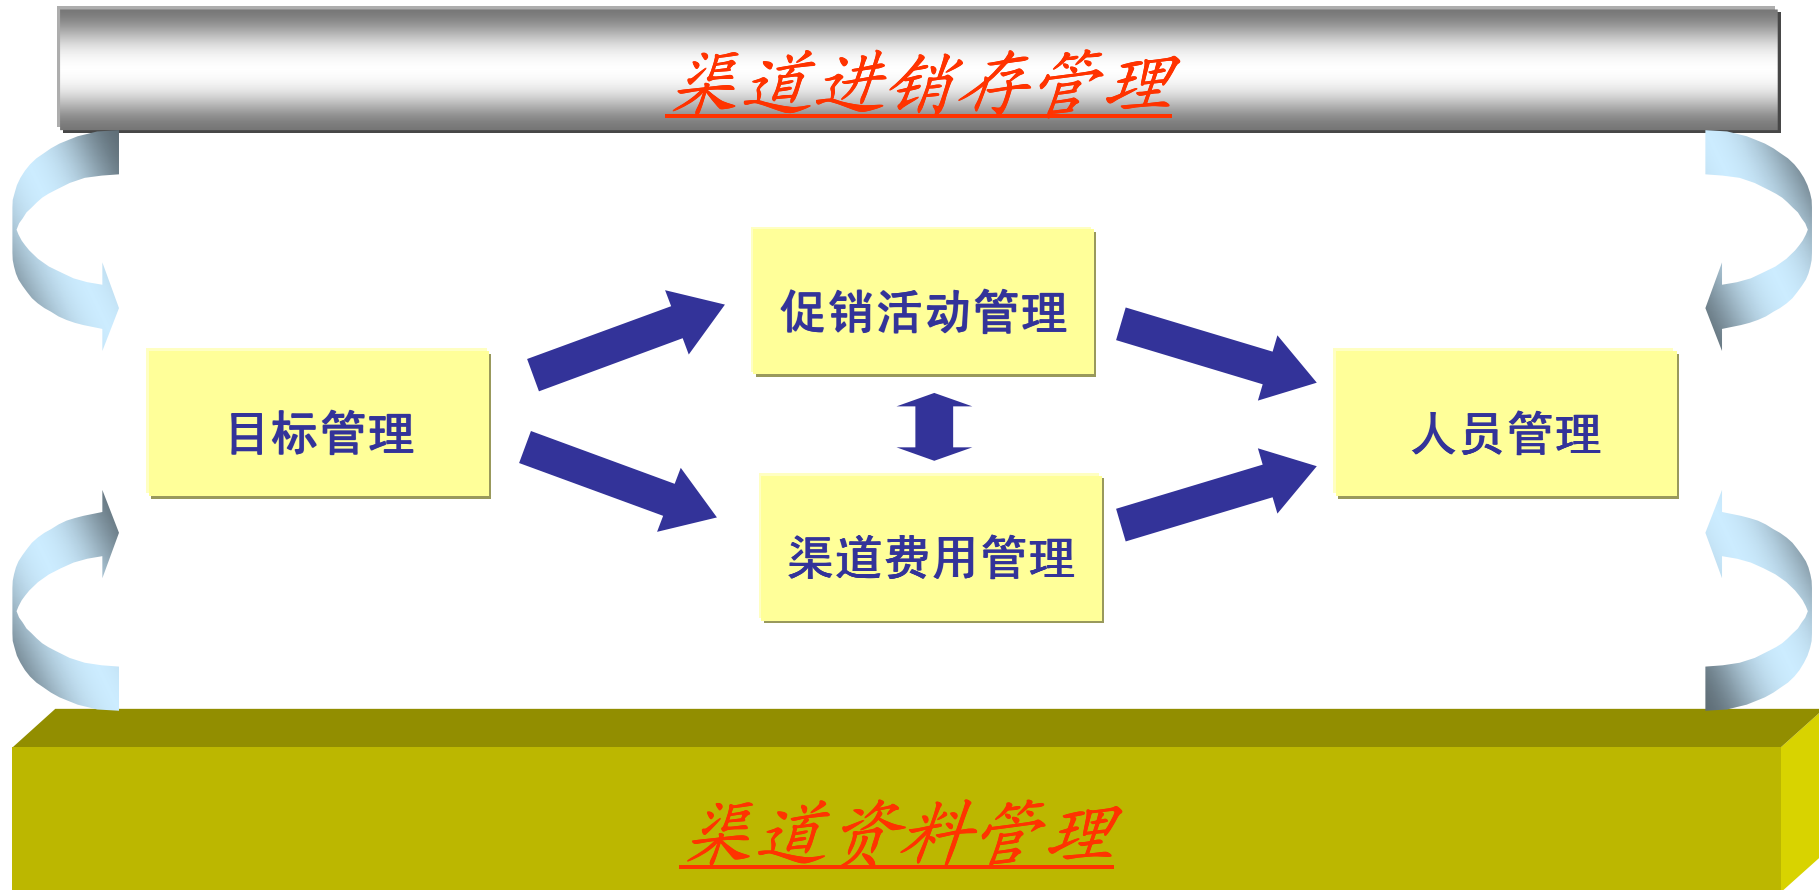 渠道进销存管理
促销活动管理
目标管理
人员管理
渠道费用管理
渠道资料管理